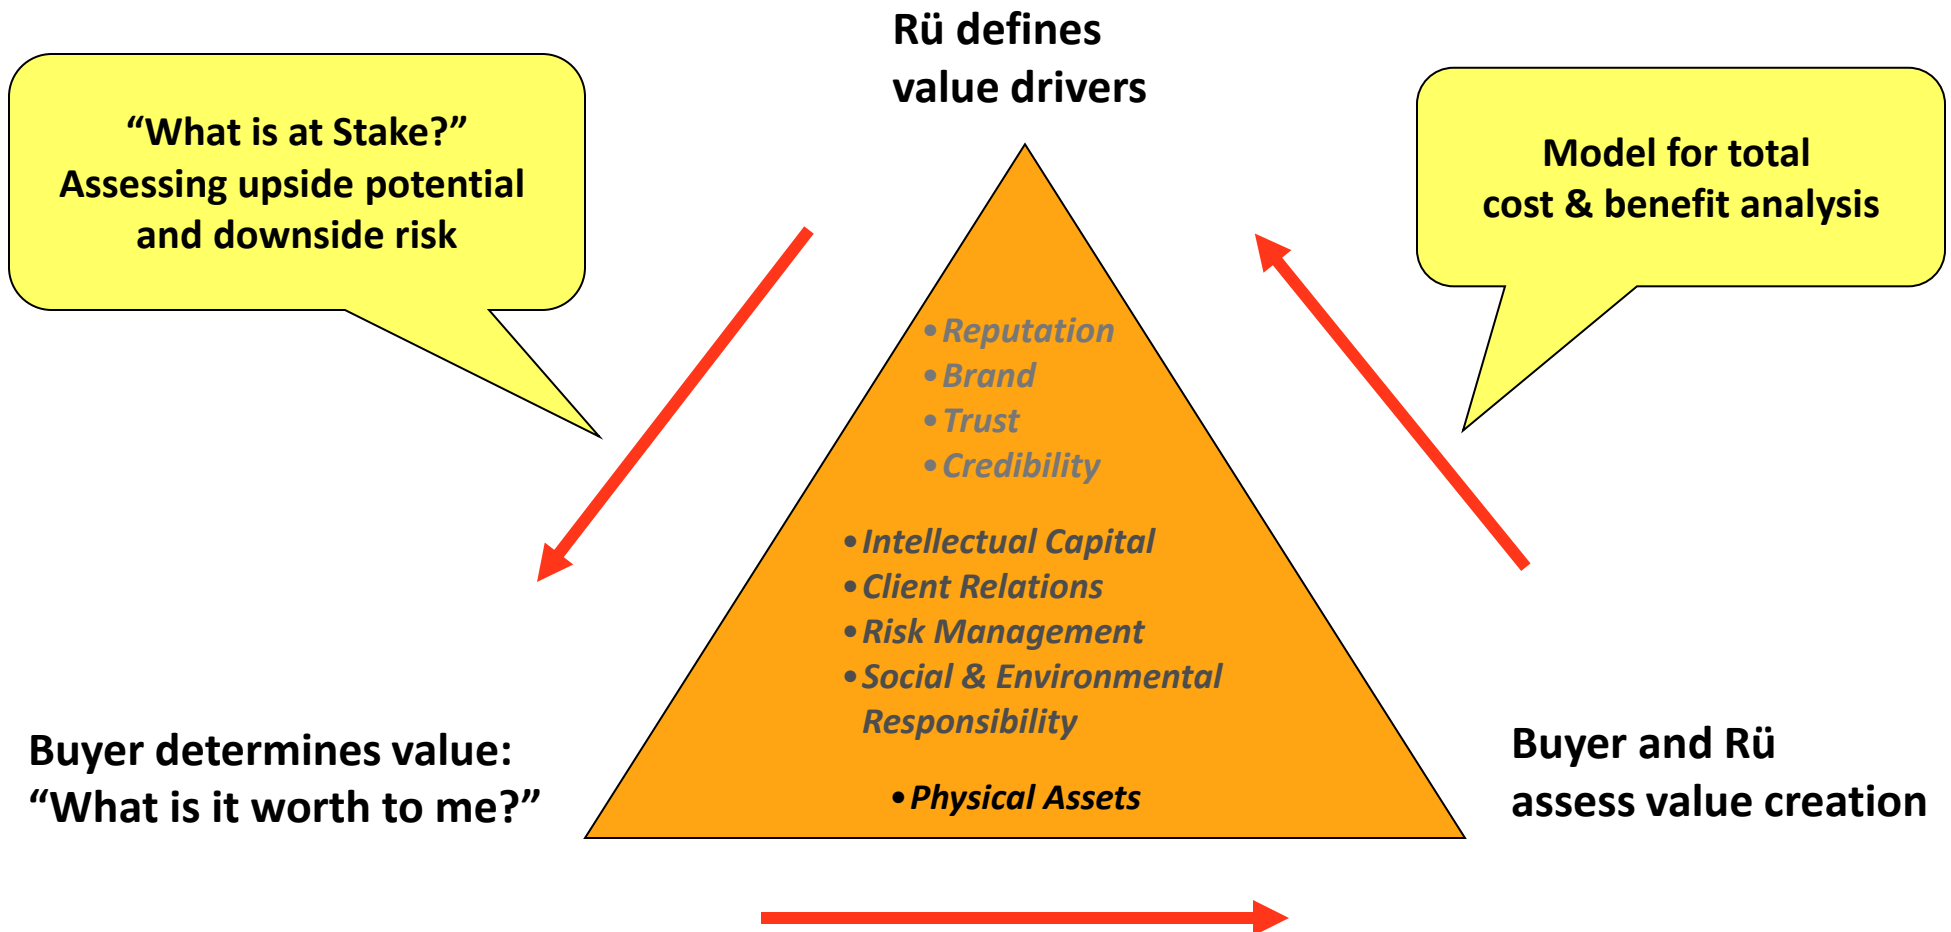 Rü defines
value drivers
“What is at Stake?”
Assessing upside potential
and downside risk
Model for total
cost & benefit analysis
•Reputation
•Brand
•Trust
•Credibility
•Intellectual Capital
•Client Relations
•Risk Management
•Social & Environmental
Responsibility
•Physical Assets
Buyer determines value:
“What is it worth to me?”
Buyer and Rü
assess value creation